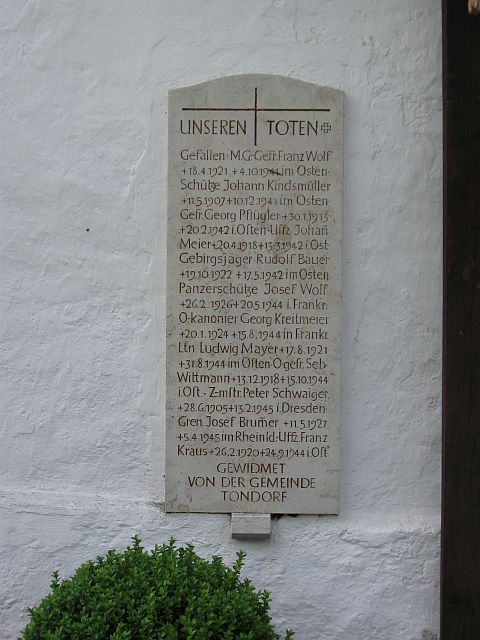 UNSEREN TOTEN
Gefallen·M.G·Gefr.Franz Wolf
+18.4.1921+4.10.1941 im Osten·
Schütze Johann Kindsmüller
+11.5.1907+10.12.1941 im Osten
Gefr.Georg Pflügler+30.1.1913
+20.2.1942 i.Osten·Uffz. Johan̄
Meier+20.4.1918+13.3.1942 i.Ost·
Gebirgsjäger Rudolf Bauer
+19.10.1922+17.5.1942 im Osten
Panzerschütze Josef Wolf
+26.2.1926+20.5.1944 i.Frankr.
O·kanonier Georg Kreitmeier
+20.1.1924+15.8.1944 in Frankr.
Ltn. Ludwig Mayer+17.8.1921
+31.8.1944 im Osten·O.gefr.Seb.
Wittmann+13.12.1918+15.10.1944
i.Ost.-Z·mstr.Peter Schwaiger
+28.6.1905+13.2.1945 i.Dresden·
Gren.Josef Brum̄er+11.5.1927
+5.4.1945 im Rheinld·Uffz.Franz
Kraus+26.2.1920+24.9.1944 i.Ost·
GEWIDMET
VON DER GEMEINDE
TONDORF